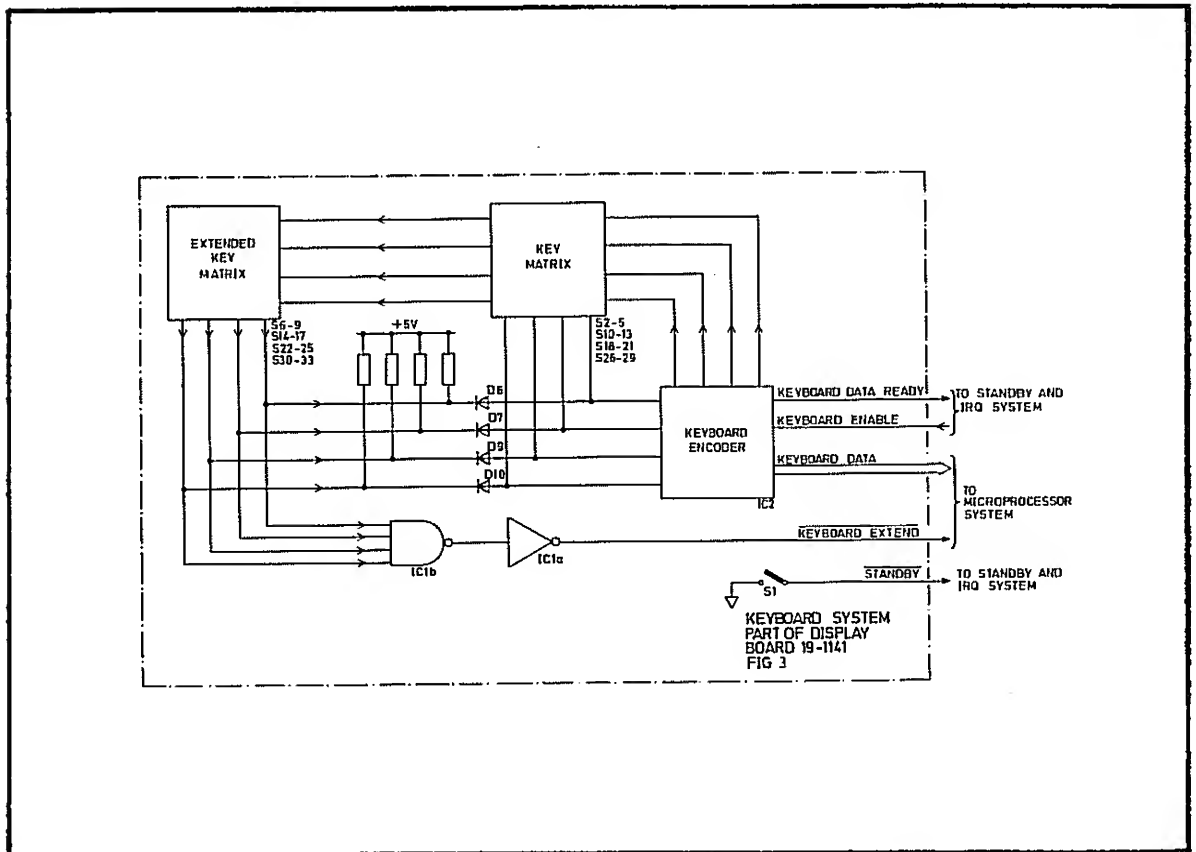 EXTENDED
KEY
MATRIX
KEY
MATRIX
S6-9
S14-17
S22-25
S30-33
+5V
S2-5
S10-13
S18-21
S26-29
D6
D7
D9
D10
KEYBOARD
ENCODER
IC2
KEYBOARD DATA READY
KEYBOARD ENABLE
TO STANDBY AND
IRQ SYSTEM
KEYBOARD DATA
TO
MICROPROCESSOR
SYSTEM
KEYBOARD EXTEND
IC1b
IC1a
STANDBY
TO STANDBY AND
IRQ SYSTEM
S1
KEYBOARD SYSTEM
PART OF DISPLAY
BOARD 19-1141
FIG 3